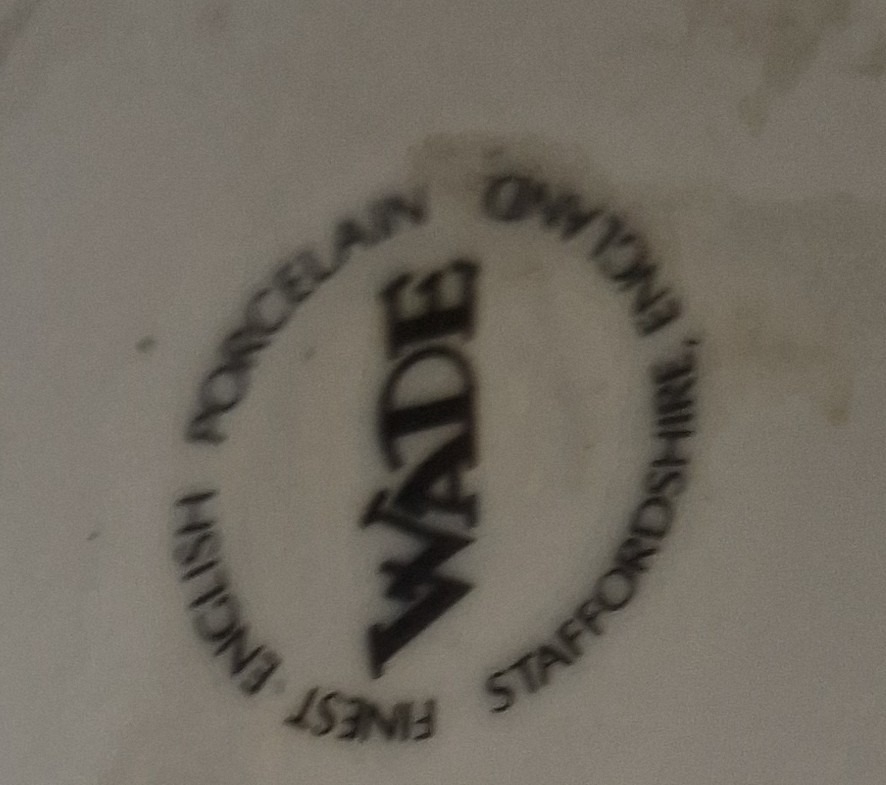 FINEST ENGLISH PORCELAIN
WADE
STAFFORDSHIRE, ENGLAND